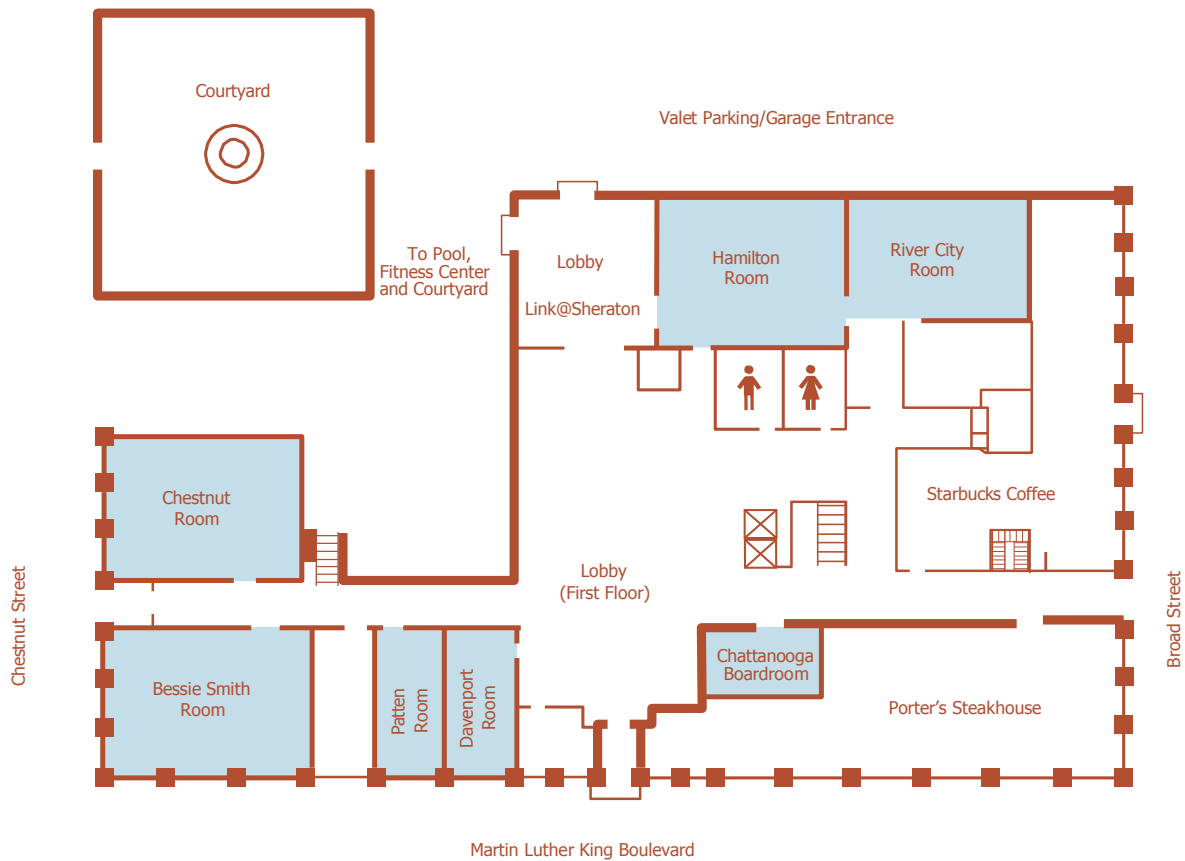 Courtyard
Valet Parking/Garage Entrance
To Pool,
Fitness Center
and Courtyard
Lobby
Link@Sheraton
Hamilton
Room
River City
Room
Chestnut
Room
Starbucks Coffee
Lobby
(First Floor)
Chestnut Street
Broad Street
Bessie Smith
Room
Patten
Room
Davenport
Room
Chattanooga
Boardroom
Porter's Steakhouse
Martin Luther King Boulevard